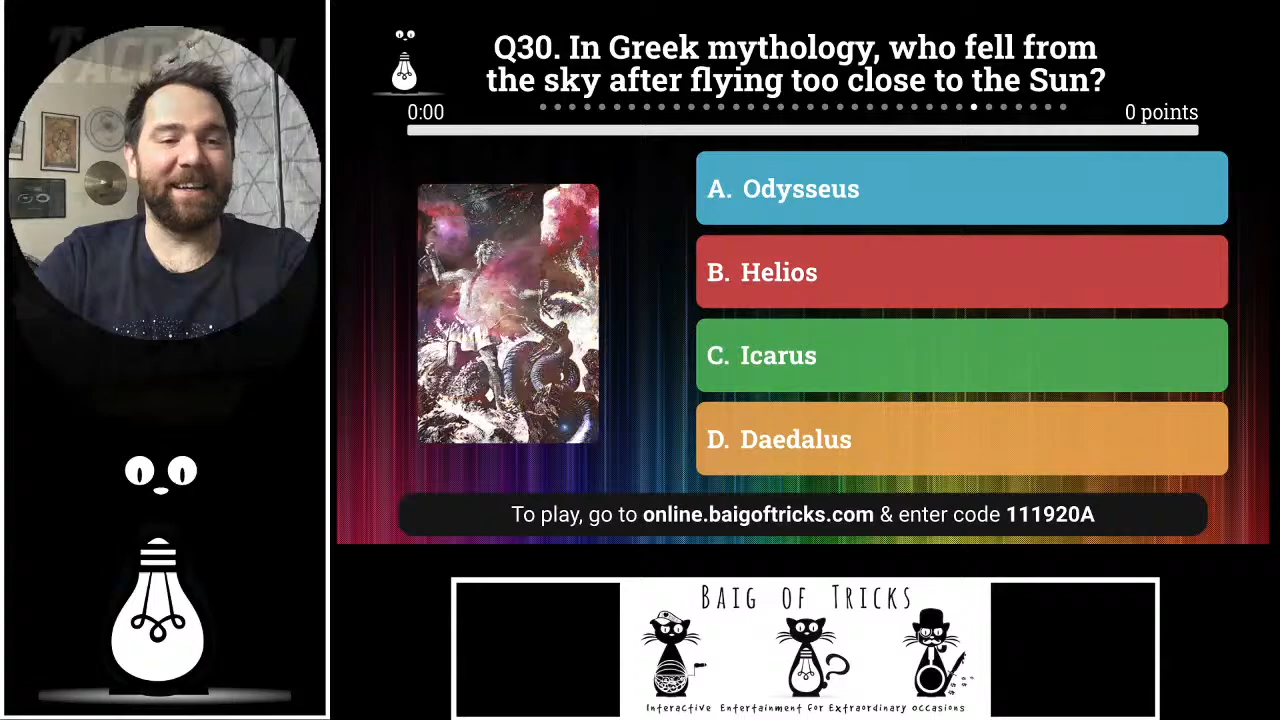 Q30. In Greek mythology, who fell from
the sky after flying too close to the Sun?
0:00
0 points
A. Odysseus
B. Helios
C. Icarus
D. Daedalus
To play, go to online.baigoftricks.com & enter code 111920A
BAIG OF TRICKS
Interactive Entertainment for Extraordinary Occasions